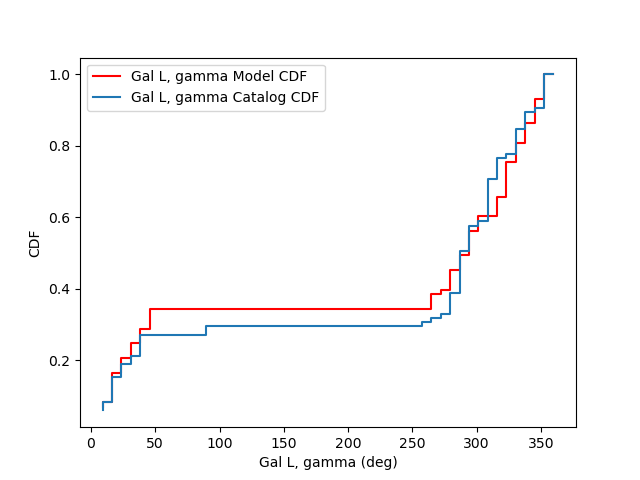 Gal L, gamma Model CDF
Gal L, gamma Catalog CDF
1.0
0.8
0.6
0.4
0.2
CDF
0 50 100 150 200 250 300 350
Gal L, gamma (deg)